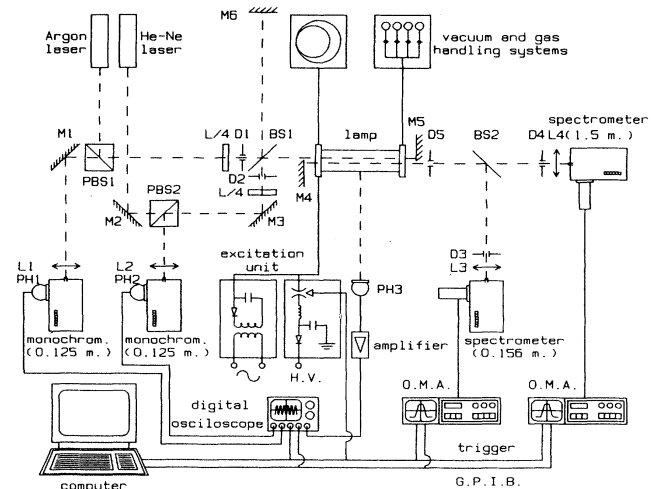 Argon
laser
He-Ne
laser
M6
vacuum and gas
handling systems
M1
PBS1
L/4 D1
BS1
lamp
M5
D5
BS2
D4
spectrometer
L4(1.5 m.)
D2
L/4
M4
M2
PBS2
M3
L1
PH1
L2
PH2
excitation
unit
PH3
D3
L3
monochrom.
(0.125 m.)
monochrom.
(0.125 m.)
H.V.
amplifier
spectrometer
(0.156 m.)
digital
osciloscope
O.M.A.
O.M.A.
trigger
G.P.I.B.
computer